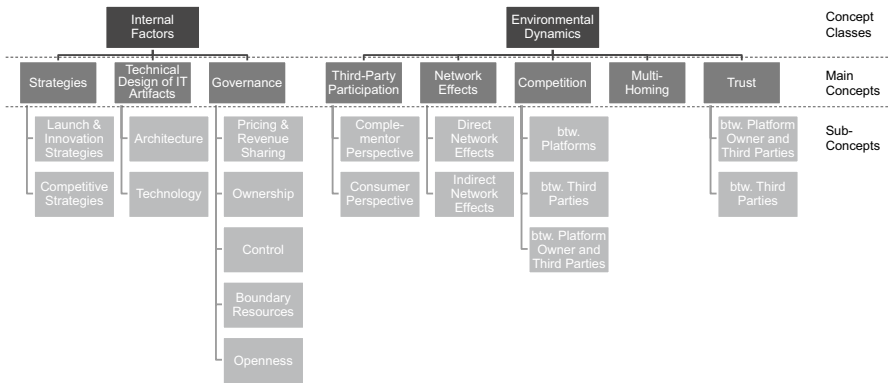 Internal
Factors
Environmental
Dynamics
Concept
Classes
Strategies
Technical
Design of IT
Artifacts
Governance
Third-Party
Participation
Network
Effects
Competition
Multi-
Homing
Trust
Main
Concepts
Launch &
Innovation
Strategies
Architecture
Pricing &
Revenue
Sharing
Comple-
mentor
Perspective
Direct
Network
Effects
btw.
Platforms
btw. Platform
Owner and
Third Parties
Sub-
Concepts
Competitive
Strategies
Technology
Ownership
Consumer
Perspective
Indirect
Network
Effects
btw. Third
Parties
btw. Third
Parties
Control
btw. Platform
Owner and
Third Parties
Boundary
Resources
Openness